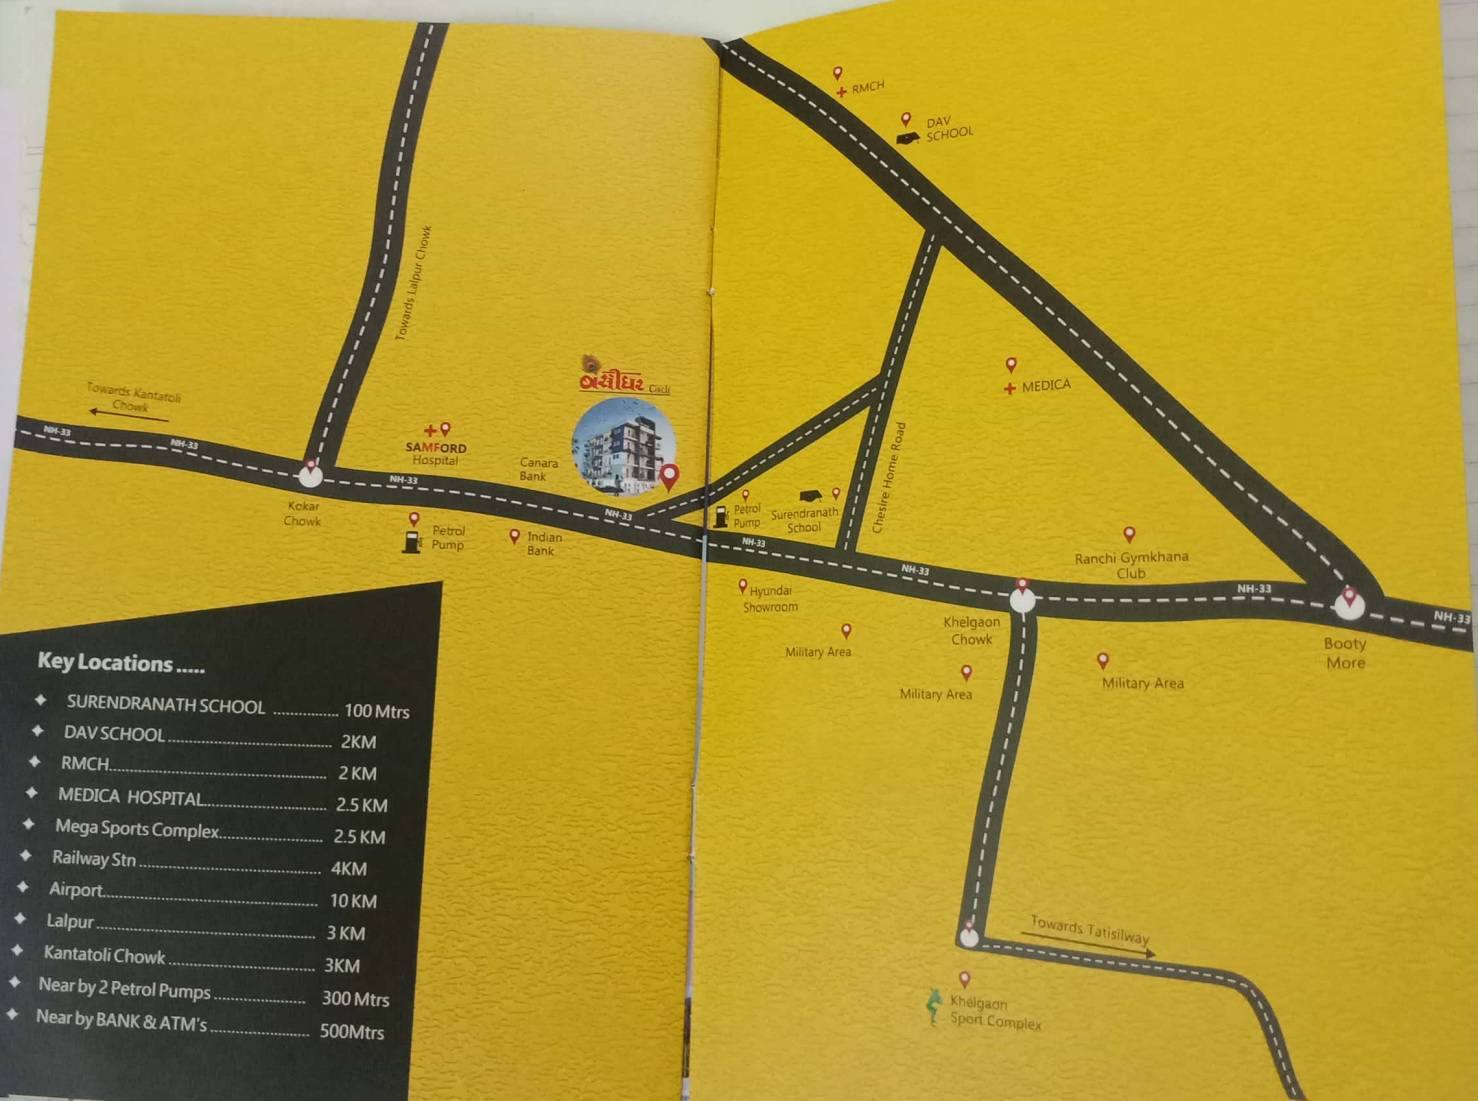 RMCH
DAV
SCHOOL
Towards Lalpur Chowk
Towards Kantatoli
Chowk
NH-33
NH-33
SAMFORD
Hospital
NH-33
Kokar
Chowk
Petrol
Pump
Canara
Bank
Indian
Bank
NH-33
Petrol
Pump
Surendranath
School
Chesire Home Road
MEDICA
NH-33
Hyundai
Showroom
NH-33
Military Area
Khelgaon
Chowk
Military Area
Ranchi Gymkhana
Club
NH-33
Military Area
Booty
More
NH-33
Towards Tatisilway
Khelgaon
Sport Complex
Key Locations .....
SURENDRANATH SCHOOL ............... 100 Mtrs
DAV SCHOOL ..................................... 2KM
RMCH................................................. 2 KM
MEDICA HOSPITAL............................ 2.5 KM
Mega Sports Complex....................... 2.5 KM
Railway Stn ......................................... 4KM
Airport................................................. 10 KM
Lalpur .................................................. 3 KM
Kantatoli Chowk ................................. 3KM
Near by 2 Petrol Pumps .................... 300 Mtrs
Near by BANK & ATM's ...................... 500Mtrs